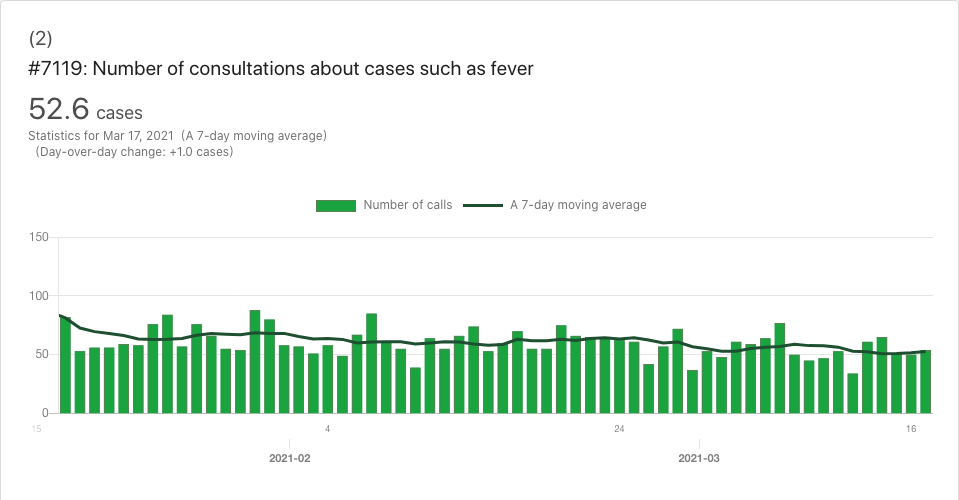 (2)
#7119: Number of consultations about cases such as fever
52.6 cases
Statistics for Mar 17, 2021 (A 7-day moving average)
(Day-over-day change: +1.0 cases)
Number of calls A 7-day moving average
150
100
50
0
15 4 24 16
2021-02 2021-03